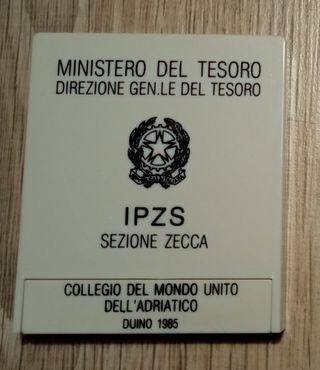 MINISTERO DEL TESORO
DIREZIONE GEN.LE DEL TESORO
IPZS
SEZIONE ZECCA
COLLEGIO DEL MONDO UNITO
DELL'ADRIATICO
DUINO 1985